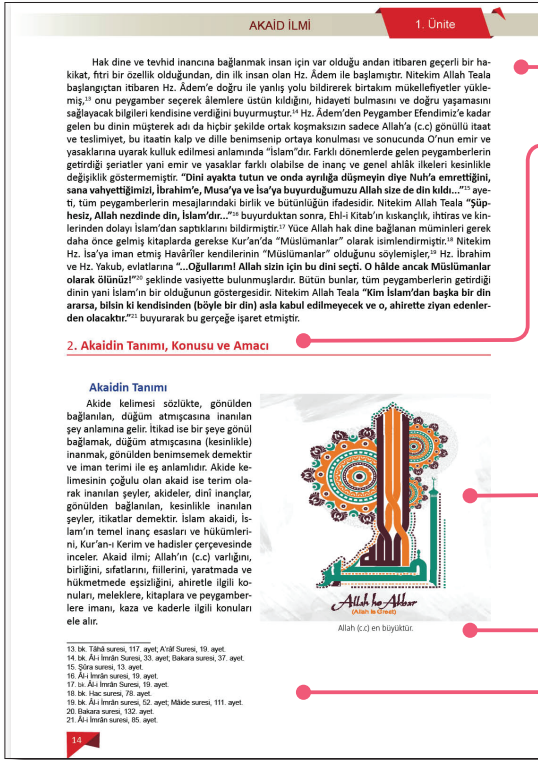 AKAİD İLMİ
1. Ünite
Hak dine ve tevhid inancına bağlanmak insan için var olduğu andan itibaren geçerli bir ha-
kikat, fıtri bir özellik olduğundan, din ilk insan olan Hz. Âdem ile başlamıştır. Nitekim Allah Teala
başlangıçtan itibaren Hz. Âdem’e doğru ile yanlış yolu bildirerek birtakım mükellefiyetler yükle-
miş,13 onu peygamber seçerek âlemlere üstün kıldığını, hidayeti bulmasını ve doğru yaşamasını
sağlayacak bilgileri kendisine verdiğini buyurmuştur.14 Hz. Âdem’den Peygamber Efendimiz’e kadar
gelen bu dinin müşterek adı da hiçbir şekilde ortak koşmaksızın sadece Allah’a (c.c) gönüllü itaat
ve teslimiyet, bu itaatin kalp ve dille benimsenip ortaya konulması ve sonucunda O’nun emir ve
yasaklarına uyarak kulluk edilmesi anlamında “İslam”dır. Farklı dönemlerde gelen peygamberlerin
getirdiği şeriatler yani emir ve yasaklar farklı olabilse de inanç ve genel ahlâk ilkeleri kesinlikle
değişiklik göstermemiştir. “Dini ayakta tutun ve onda ayrılığa düşmeyin diye Nuh’a emrettiğini,
sana vahyettiğimizi, İbrahim’e, Musa’ya ve İsa’ya buyurduğumuzu Allah size de din kıldı...”15 aye-
ti, tüm peygamberlerin mesajlarındaki birlik ve bütünlüğün ifadesidir. Nitekim Allah Teala “Şüp-
hesiz, Allah nezdinde din, İslam’dır...”16 buyurduktan sonra, Ehl-i Kitab’ın kıskançlık, ihtiras ve kin-
lerinden dolayı İslam’dan saptıklarını bildirmiştir.17 Yüce Allah hak dine bağlanan müminleri gerek
daha önce gelmiş kitaplarda gerekse Kur’an’da “Müslümanlar” olarak isimlendirmiştir.18 Nitekim
Hz. İsa’ya iman etmiş Havâriler kendilerinin “Müslümanlar” olduğunu söylemişler,19 Hz. İbrahim
ve Hz. Yakub, evlatlarına “...Oğullarım! Allah sizin için bu dini seçti. O hâlde ancak Müslümanlar
olarak ölünüz!”20 şeklinde vasiyette bulunmuşlardır. Bütün bunlar, tüm peygamberlerin getirdiği
dinin yani İslam’ın bir olduğunun göstergesidir. Nitekim Allah Teala “Kim İslam’dan başka bir din
ararsa, bilsin ki kendisinden (böyle bir din) asla kabul edilmeyecek ve o, ahirette ziyan edenler-
den olacaktır.”21 buyurarak bu gerçeğe işaret etmiştir.
2. Akaidin Tanımı, Konusu ve Amacı
Akaidin Tanımı
Akide kelimesi sözlükte, gönülden
bağlanılan, düğüm atmışcasına inanılan
şey anlamına gelir. İtikad ise bir şeye gönül
bağlamak, düğüm atmışcasına (kesinlikle)
inanmak, gönülden benimsemek demektir
ve iman terimi ile eş anlamlıdır. Akide ke-
limesinin çoğulu olan akaid ise terim ola-
rak inanılan şeyler, akideler, dinî inançlar,
gönülden bağlanılan, kesinlikle inanılan
şeyler, itikatlar demektir. İslam akaidi, İs-
lam’ın temel inanç esasları ve hükümleri-
ni, Kur’an-ı Kerim ve hadisler çerçevesinde
inceler. Akaid ilmi; Allah’ın (c.c) varlığını,
birliğini, sıfatlarını, fiillerini, yaratmada ve
hükmetmede eşsizliğini, ahiretle ilgili ko-
nuları, meleklere, kitaplara ve peygamber-
lere imanı, kaza ve kaderle ilgili konuları
ele alır.
Allah ho Akbar
(Allah is Great)
Allah (c.c) en büyüktür.
13. bk. Tâhâ suresi, 117. ayet; A’râf Suresi, 19. ayet.
14. bk. Âl-i İmrân Suresi, 33. ayet; Bakara suresi, 37. ayet.
15. Şûra suresi, 13. ayet.
16. Âl-i İmrân suresi, 19. ayet.
17. bk. Âl-i İmrân Suresi, 19. ayet.
18. bk. Hac suresi, 78. ayet.
19. bk. Âl-i İmrân suresi, 52. ayet; Mâide suresi, 111. ayet.
20. Bakara suresi, 132. ayet.
21. Âl-i İmrân suresi, 85. ayet.
14